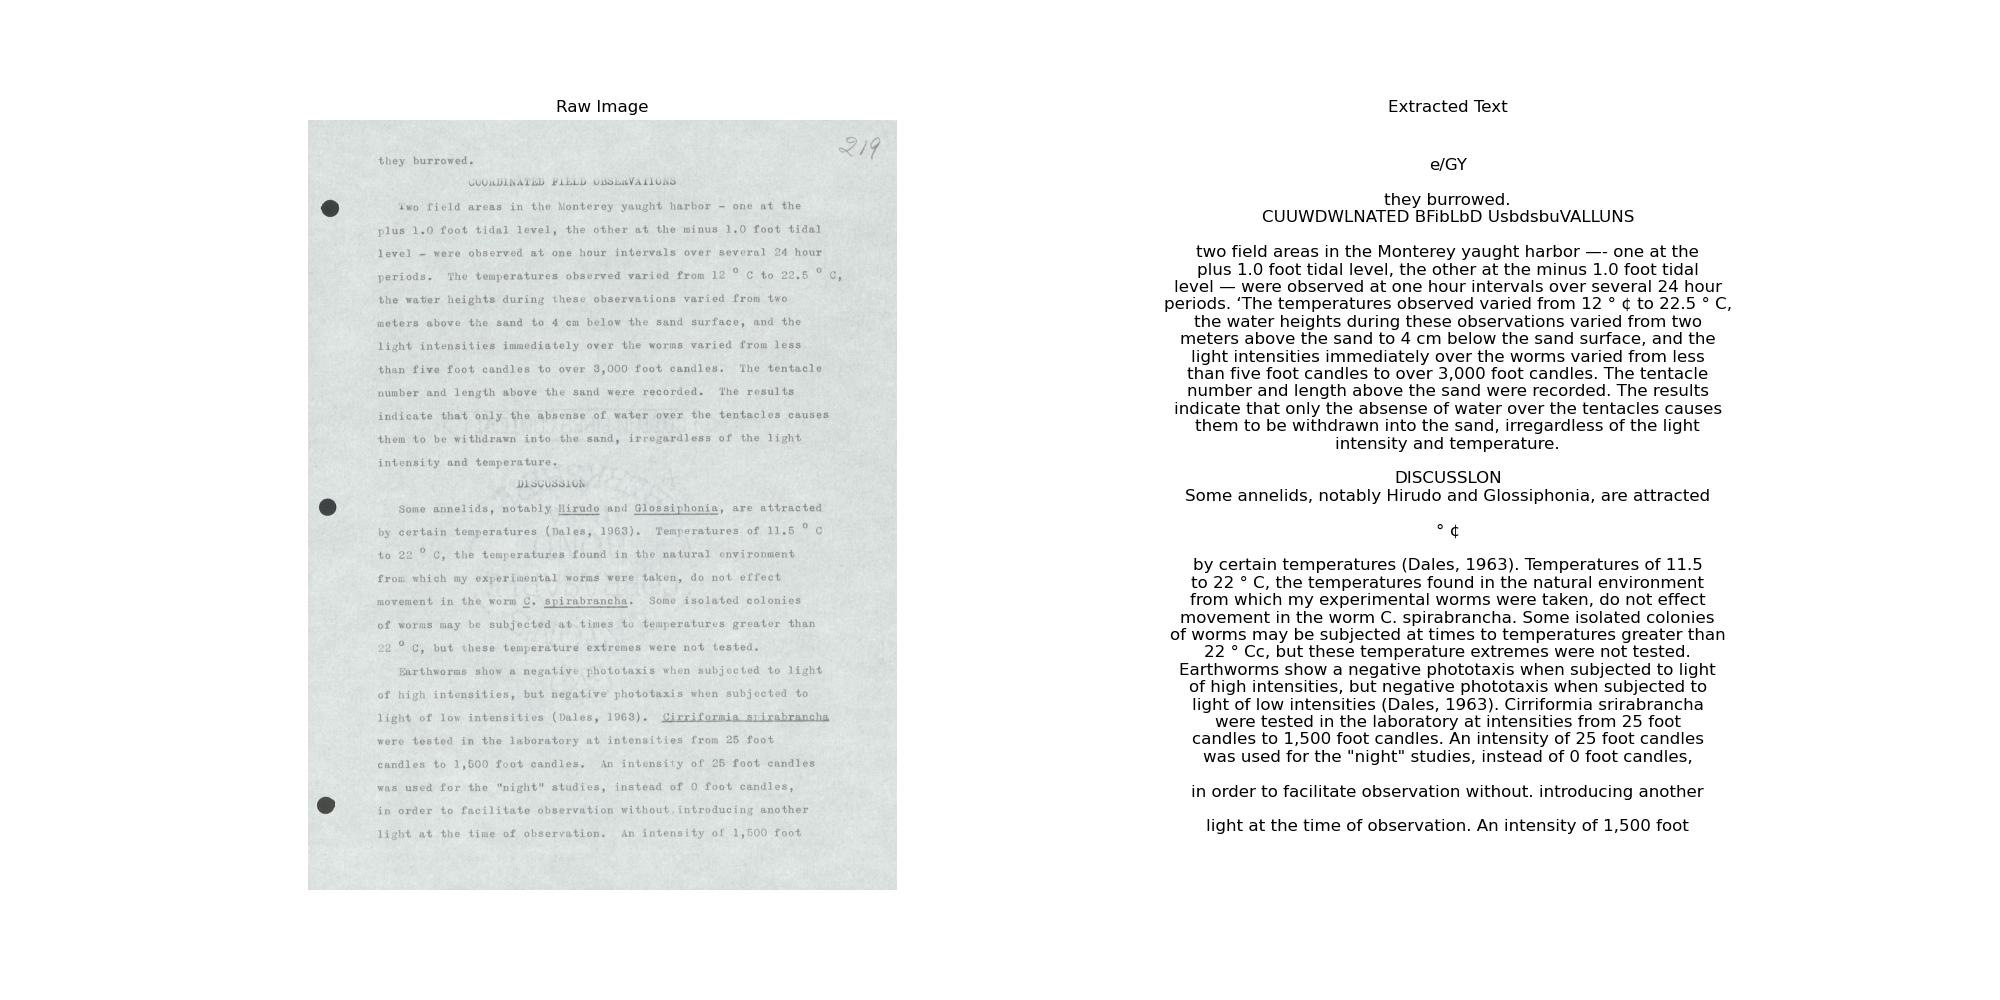 Raw Image
219
they burrowed.
COORDINATED FIELD OBSERVATIONS
Two field areas in the Monterey yaught harbor - one at the
plus 1.0 foot tidal level, the other at the minus 1.0 foot tidal
level - were observed at one hour intervals over several 24 hour
periods. The temperatures observed varied from 12 ° C to 22.5 ° C,
the water heights during these observations varied from two
meters above the sand to 4 cm below the sand surface, and the
light intensities immediately over the worms varied from less
than five foot candles to over 3,000 foot candles. The tentacle
number and length above the sand were recorded. The results
indicate that only the absense of water over the tentacles causes
them to be withdrawn into the sand, irregardless of the light
intensity and temperature.
DISCUSSION
Some annelids, notably Hirudo and Glossiphonia, are attracted
by certain temperatures (Dales, 1963). Temperatures of 11.5 ° C
to 22 ° C, the temperatures found in the natural environment
from which my experimental worms were taken, do not effect
movement in the worm C. spirabrancha. Some isolated colonies
of worms may be subjected at times to temperatures greater than
22 ° C, but these temperature extremes were not tested.
Earthworms show a negative phototaxis when subjected to light
of high intensities, but negative phototaxis when subjected to
light of low intensities (Dales, 1963). Cirriformia spirabrancha
were tested in the laboratory at intensities from 25 foot
candles to 1,500 foot candles. An intensity of 25 foot candles
was used for the "night" studies, instead of 0 foot candles,
in order to facilitate observation without introducing another
light at the time of observation. An intensity of 1,500 foot
Extracted Text
e/GY
they burrowed.
CUUWDWLNATED BFibLbD UsbdsbuVALLUNS
two field areas in the Monterey yaught harbor —- one at the
plus 1.0 foot tidal level, the other at the minus 1.0 foot tidal
level — were observed at one hour intervals over several 24 hour
periods. ‘The temperatures observed varied from 12 ° ¢ to 22.5 ° C,
the water heights during these observations varied from two
meters above the sand to 4 cm below the sand surface, and the
light intensities immediately over the worms varied from less
than five foot candles to over 3,000 foot candles. The tentacle
number and length above the sand were recorded. The results
indicate that only the absense of water over the tentacles causes
them to be withdrawn into the sand, irregardless of the light
intensity and temperature.
DISCUSSLON
Some annelids, notably Hirudo and Glossiphonia, are attracted
° ¢
by certain temperatures (Dales, 1963). Temperatures of 11.5
to 22 ° C, the temperatures found in the natural environment
from which my experimental worms were taken, do not effect
movement in the worm C. spirabrancha. Some isolated colonies
of worms may be subjected at times to temperatures greater than
22 ° Cc, but these temperature extremes were not tested.
Earthworms show a negative phototaxis when subjected to light
of high intensities, but negative phototaxis when subjected to
light of low intensities (Dales, 1963). Cirriformia srirabrancha
were tested in the laboratory at intensities from 25 foot
candles to 1,500 foot candles. An intensity of 25 foot candles
was used for the "night" studies, instead of 0 foot candles,
in order to facilitate observation without. introducing another
light at the time of observation. An intensity of 1,500 foot